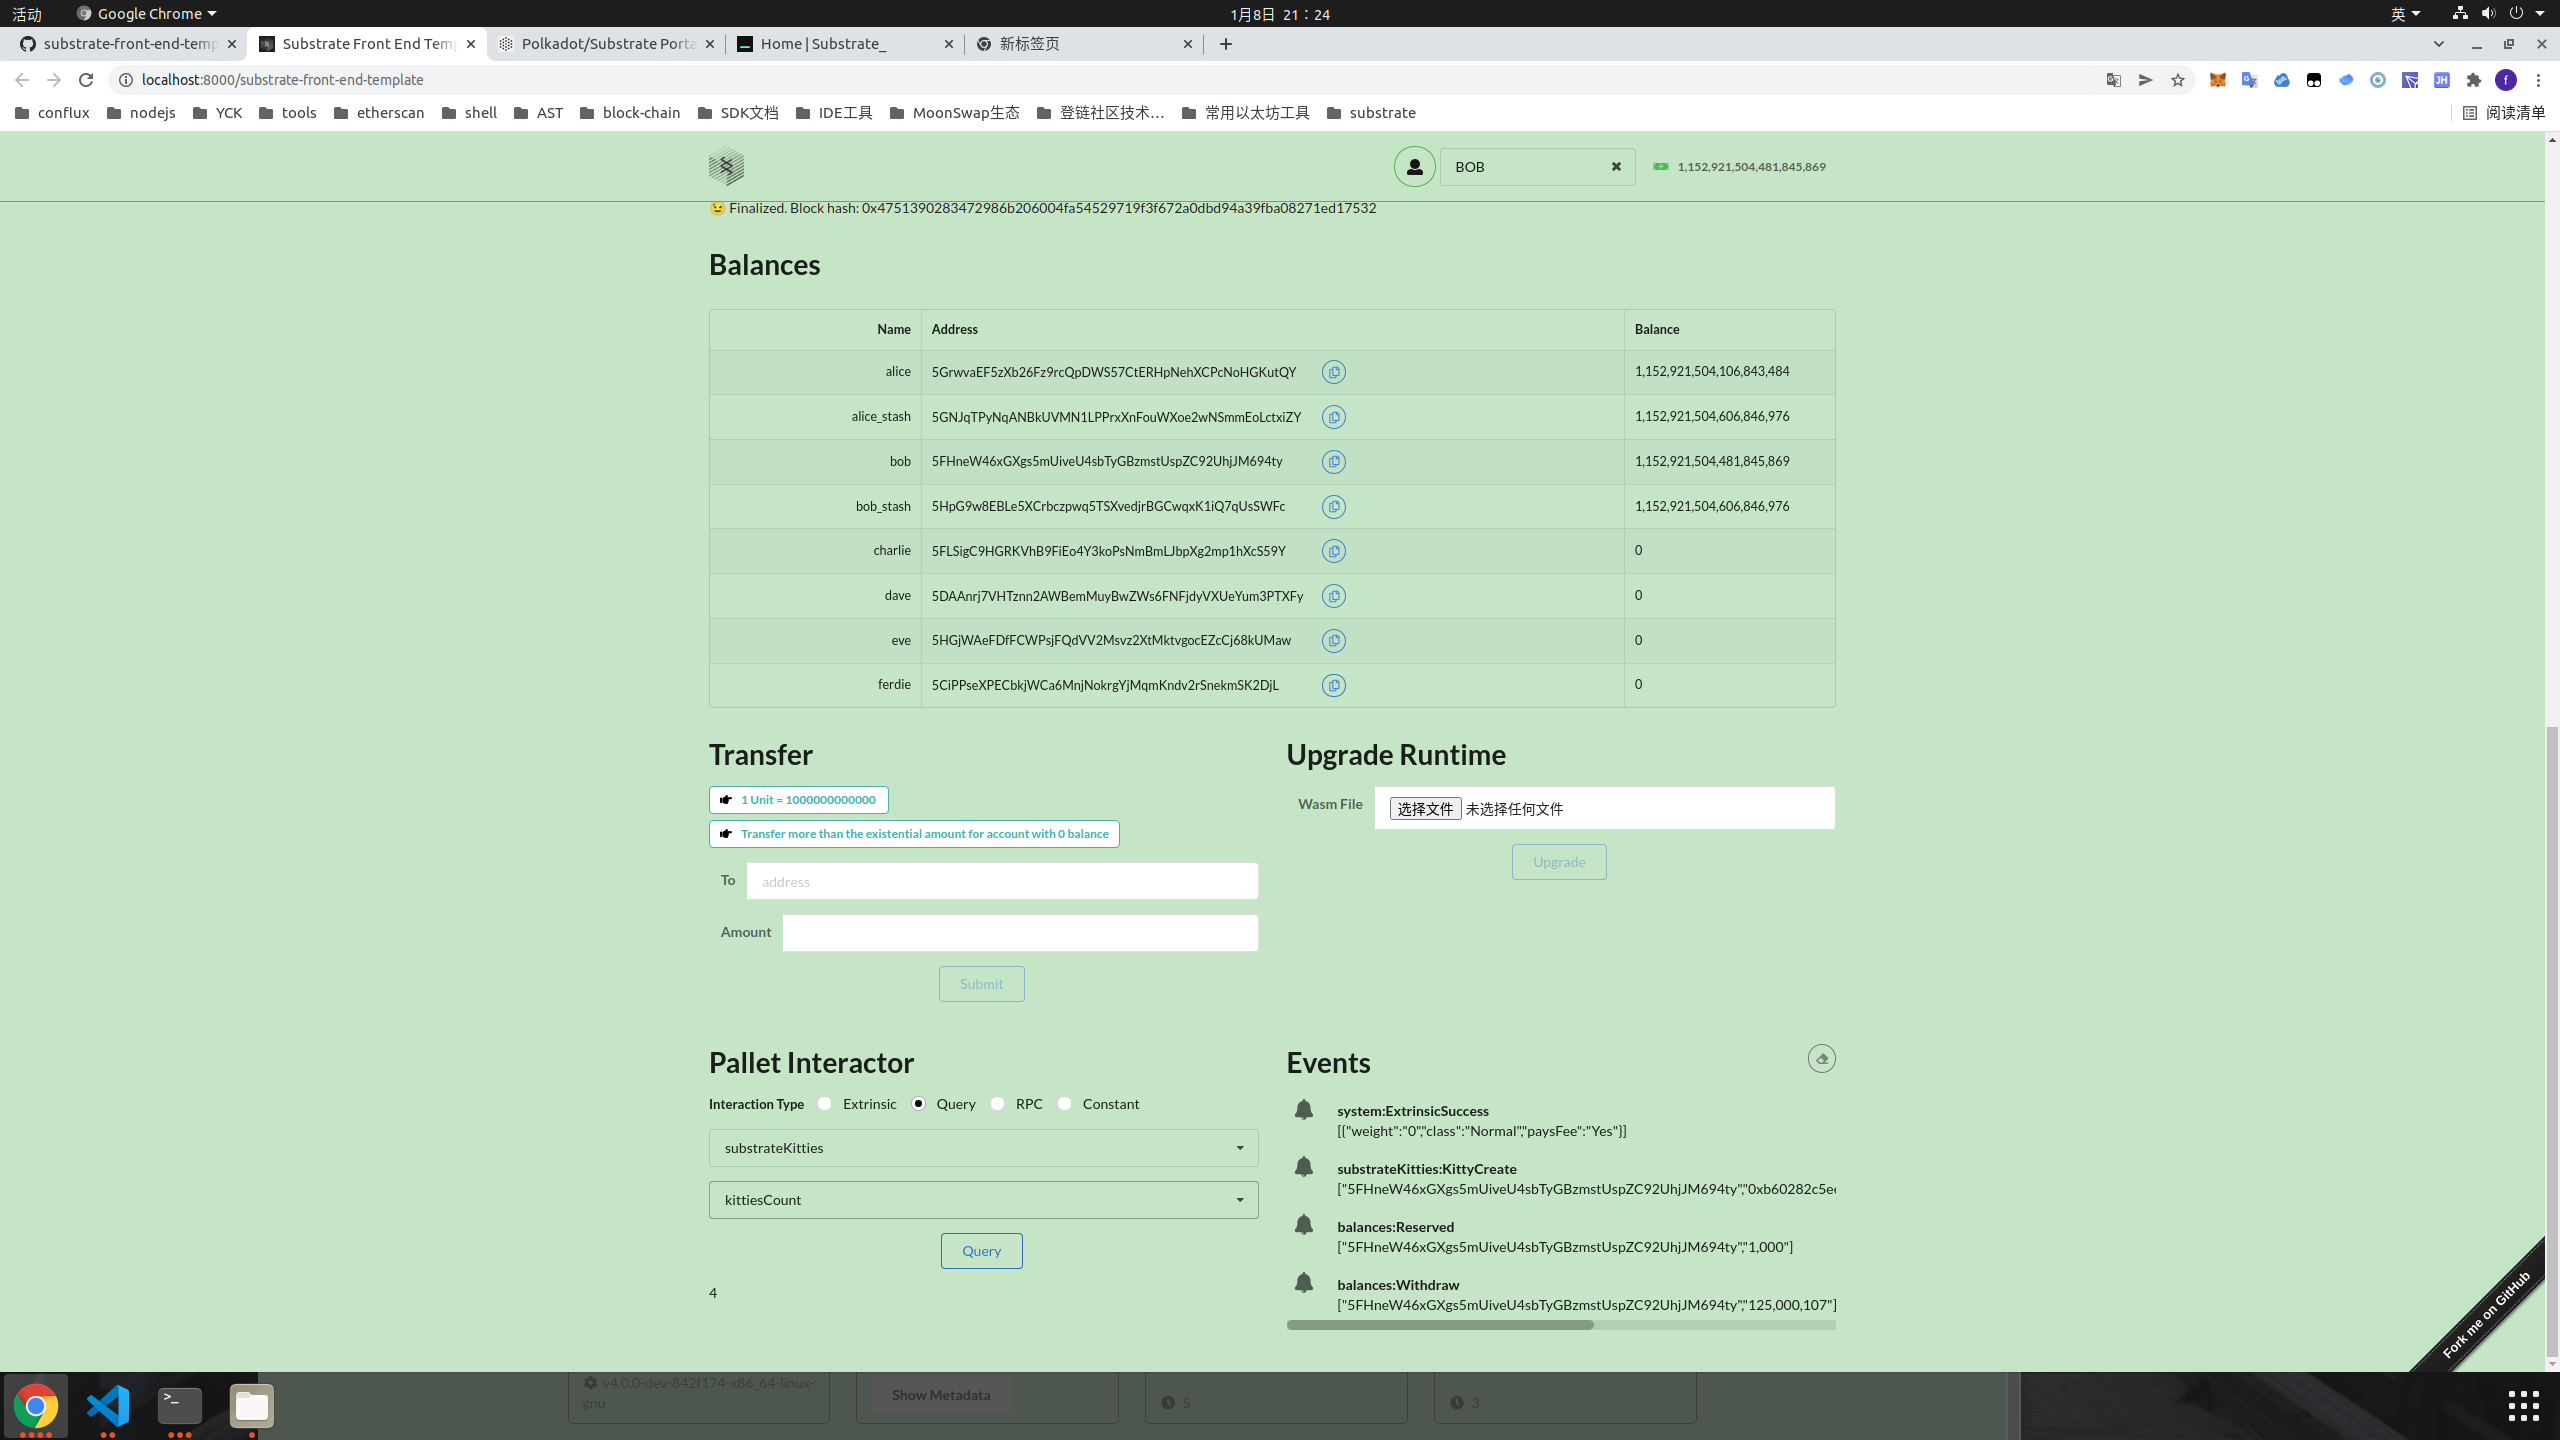 活动
Google Chrome
1月8日 21：24
英
substrate-front-end-temp
Substrate Front End Temp
Polkadot/Substrate Porta
Home | Substrate_
新标签页
localhost:8000/substrate-front-end-template
conflux
nodejs
YCK
tools
etherscan
shell
AST
block-chain
SDK文档
IDE工具
MoonSwap生态
登链社区技术...
常用以太坊工具
substrate
阅读清单
BOB
1,152,921,504,481,845,869
Finalized. Block hash: 0x4751390283472986b206004fa54529719f3f672a0dbd94a39fba08271ed17532
Balances
Name Address Balance
alice 5GrwvaEF5zXb26Fz9rcQpDWS57CtERHpNehXCPcNoHGKutQY 1,152,921,504,106,843,484
alice_stash 5GNJqTPyNqANBkUVMN1LPPrxXnFouWXoe2wNSmmEoLctxiZY 1,152,921,504,606,846,976
bob 5FHneW46xGXgs5mUiveU4sbTyGBzmstUspZC92UhjJM694ty 1,152,921,504,481,845,869
bob_stash 5HpG9w8EBLe5XCrbczpwq5TSXvedjrBGCwqxK1iQ7qUsSWFc 1,152,921,504,606,846,976
charlie 5FLSigC9HGRKVhB9FiEo4Y3koPsNmBmLJbpXg2mp1hXcS59Y 0
dave 5DAAnrj7VHTznn2AWBemMuyBwZWs6FNFjdyVXUeYum3PTXFy 0
eve 5HGjWAeFDfFCWPsjFQdVV2Msvz2XtMktvgocEZcCj68kUMaw 0
ferdie 5CiPPseXPECbkjWCa6MnjNokrgYjMqmKndv2rSnekmSK2DjL 0
Transfer
1 Unit = 1000000000000
Transfer more than the existential amount for account with 0 balance
To address
Amount
Submit
Upgrade Runtime
Wasm File 选择文件 未选择任何文件
Upgrade
Pallet Interactor
Interaction Type Extrinsic Query RPC Constant
substrateKitties
kittiesCount
Query
4
Events
system:ExtrinsicSuccess
[{"weight":"0","class":"Normal","paysFee":"Yes"}]
substrateKitties:KittyCreate
["5FHneW46xGXgs5mUiveU4sbTyGBzmstUspZC92UhjJM694ty","0xb60282c5ee
balances:Reserved
["5FHneW46xGXgs5mUiveU4sbTyGBzmstUspZC92UhjJM694ty","1,000"]
balances:Withdraw
["5FHneW46xGXgs5mUiveU4sbTyGBzmstUspZC92UhjJM694ty","125,000,107"]
Fork me on GitHub
v4.0.0-dev-842f174-x86_64-linux-
gnu
Show Metadata
5
3